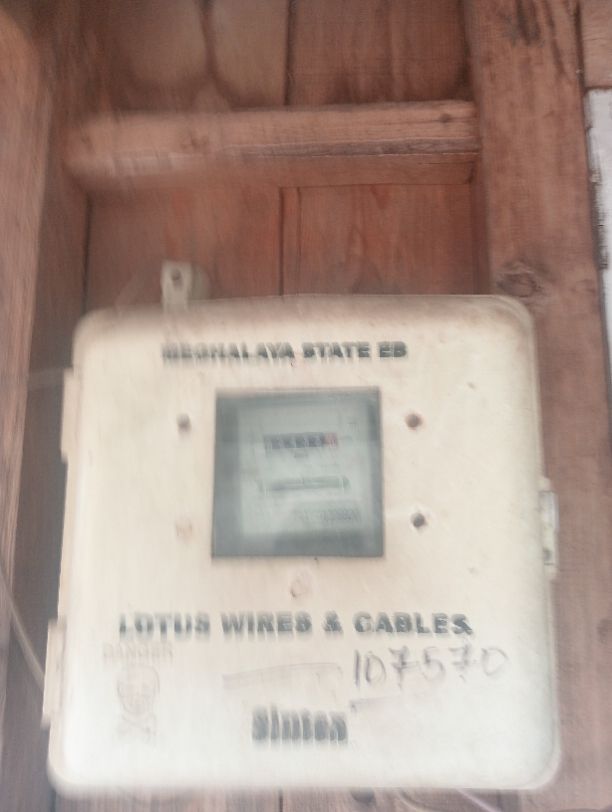 MEGHALAYA STATE EB
LOTUS WIRES & CABLES
DANGER
107570
Sintex